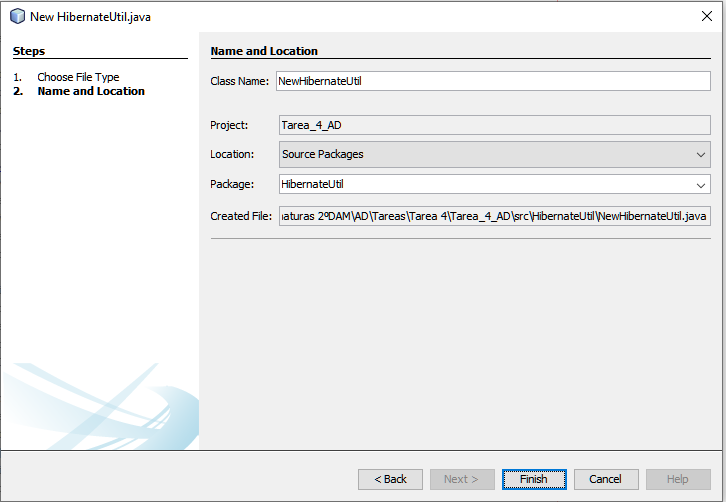 New HibernateUtil.java
Steps
1. Choose File Type
2. Name and Location
Name and Location
Class Name: NewHibernateUtil
Project: Tarea_4_AD
Location: Source Packages
Package: HibernateUtil
Created File: aturas 2ºDAM\AD\Tareas\Tarea 4\Tarea_4_AD\src\HibernateUtil\NewHibernateUtil.java
< Back Next > Finish Cancel Help